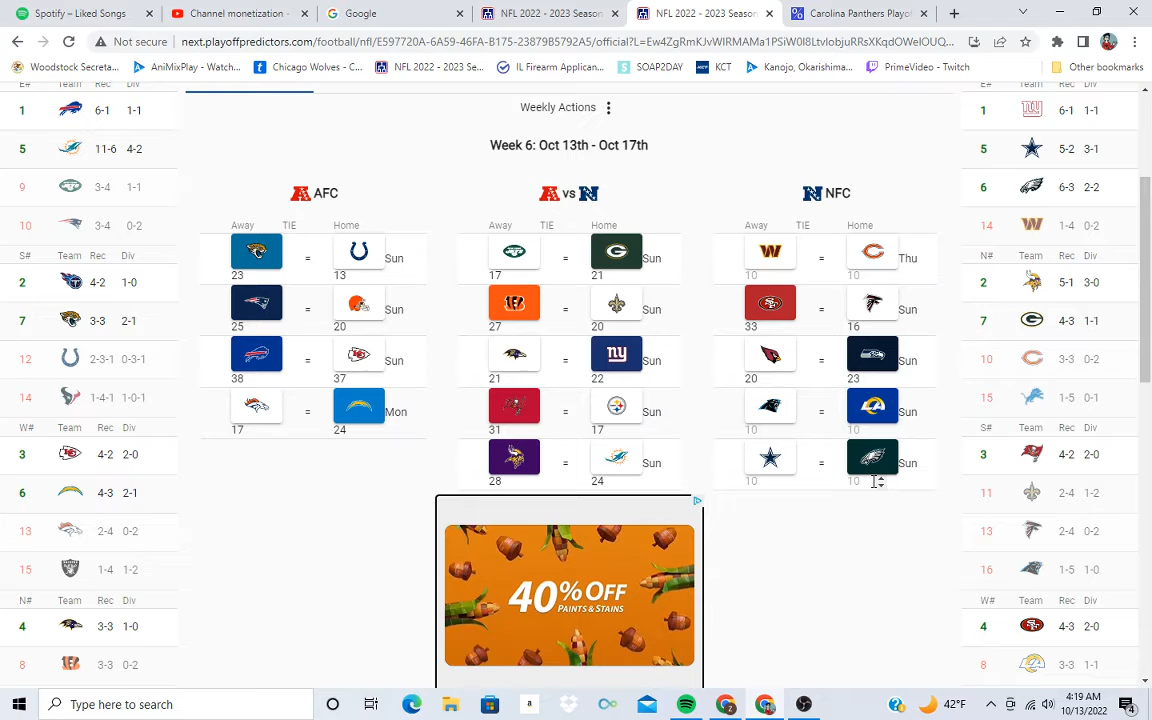 Spotify – Liked Songs
Channel monetization -
Google
NFL 2022 - 2023 Season
NFL 2022 - 2023 Season
Carolina Panthers Playof
Not secure
next.playoffpredictors.com/football/nfl/E597720A-6A59-46FA-B175-23879B5792A5/official?L=Ew4ZgRmKJvWIRMAMa1PSiW0I8LtvIobjuRRsXKqdOWelOUQ...
Woodstock Secreta...
AniMixPlay - Watch...
Chicago Wolves - C...
NFL 2022 - 2023 Se...
IL Firearm Applican...
SOAP2DAY
KCT
Kanojo, Okarishima...
PrimeVideo - Twitch
Other bookmarks
E# Team Rec Div
1 6-1 1-1
5 11-6 4-2
9 3-4 1-1
10 3-4 0-2
S# Team Rec Div
2 4-2 1-0
7 3-3 2-1
12 2-3-1 0-3-1
14 1-4-1 1-0-1
W# Team Rec Div
3 4-2 2-0
6 4-3 2-1
13 2-4 0-2
15 1-4 1-2
N# Team Rec Div
4 3-3 1-0
8 3-3 0-2
Weekly Actions
Week 6: Oct 13th - Oct 17th
AFC
Away TIE Home
= Sun
23 13
= Sun
25 20
= Sun
38 37
= Mon
17 24
vs
Away TIE Home
= Sun
17 21
= Sun
27 20
= Sun
21 22
= Sun
31 17
= Sun
28 24
NFC
Away TIE Home
= Thu
10 10
= Sun
33 16
= Sun
20 23
= Sun
10 10
= Sun
10 10
40% OFF
PAINTS & STAINS
E# Team Rec Div
1 6-1 1-1
5 5-2 3-1
6 6-3 2-2
14 1-4 0-2
N# Team Rec Div
2 5-1 3-0
7 4-3 1-1
10 3-3 0-2
15 1-5 0-1
S# Team Rec Div
3 4-2 2-0
11 2-4 1-2
13 2-4 0-2
16 1-5 1-0
W# Team Rec Div
4 4-3 2-0
8 3-3 1-1
Type here to search
42°F
4:19 AM
10/13/2022
4